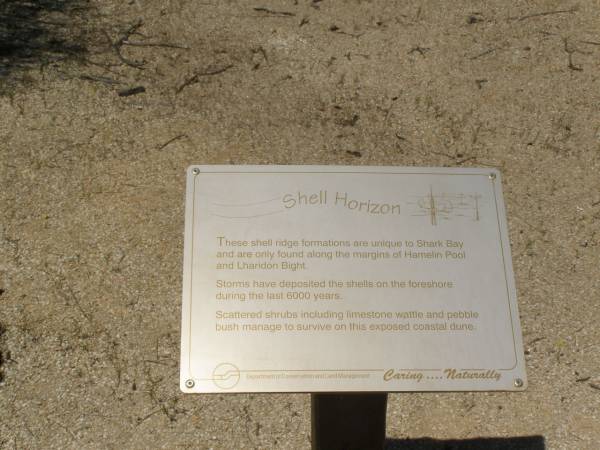 Shell Horizon
These shell ridge formations are unique to Shark Bay
and are only found along the margins of Hamelin Pool
and Lharidon Bight.
Storms have deposited the shells on the foreshore
during the last 6000 years.
Scattered shrubs including limestone wattle and pebble
bush manage to survive on this exposed coastal dune.
Department of Conservation and Land Management Caring .... Naturally